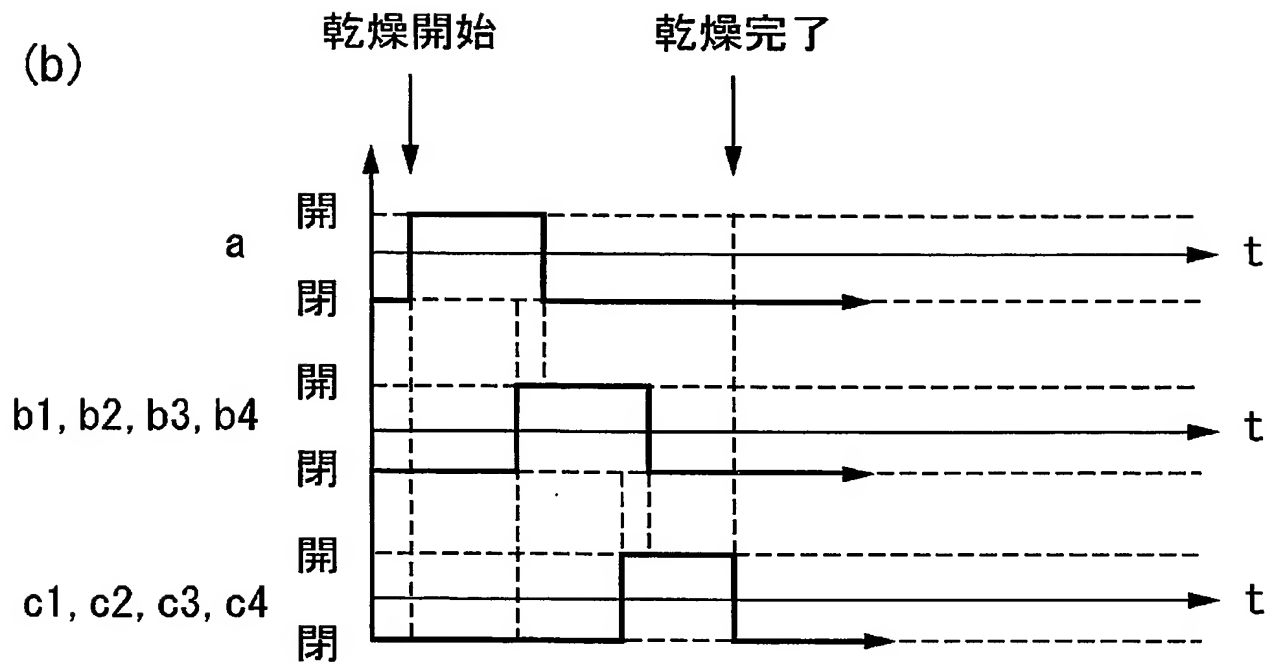 (b)
乾燥開始 乾燥完了
開
a t
閉
開
b1, b2, b3, b4 t
閉
開
c1, c2, c3, c4 t
閉